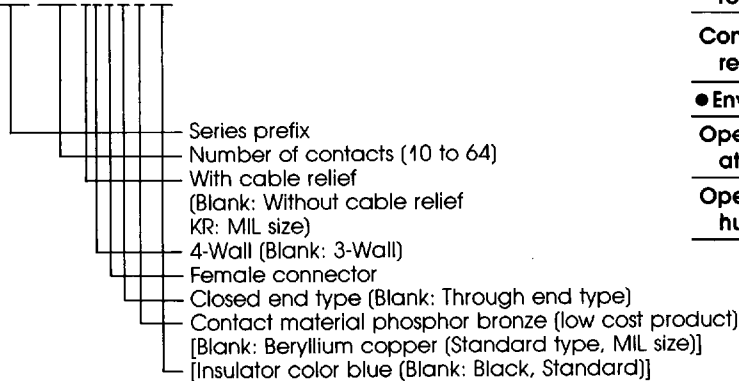 Series prefix
Number of contacts (10 to 64)
With cable relief
(Blank: Without cable relief
KR: MIL size)
4-Wall (Blank: 3-Wall)
Female connector
Closed end type (Blank: Through end type)
Contact material phosphor bronze (low cost product)
[Blank: Beryllium copper (Standard type, MIL size)]
[Insulator color blue (Blank: Black, Standard)]
Con
re
●Env
Ope
at
Ope
hu